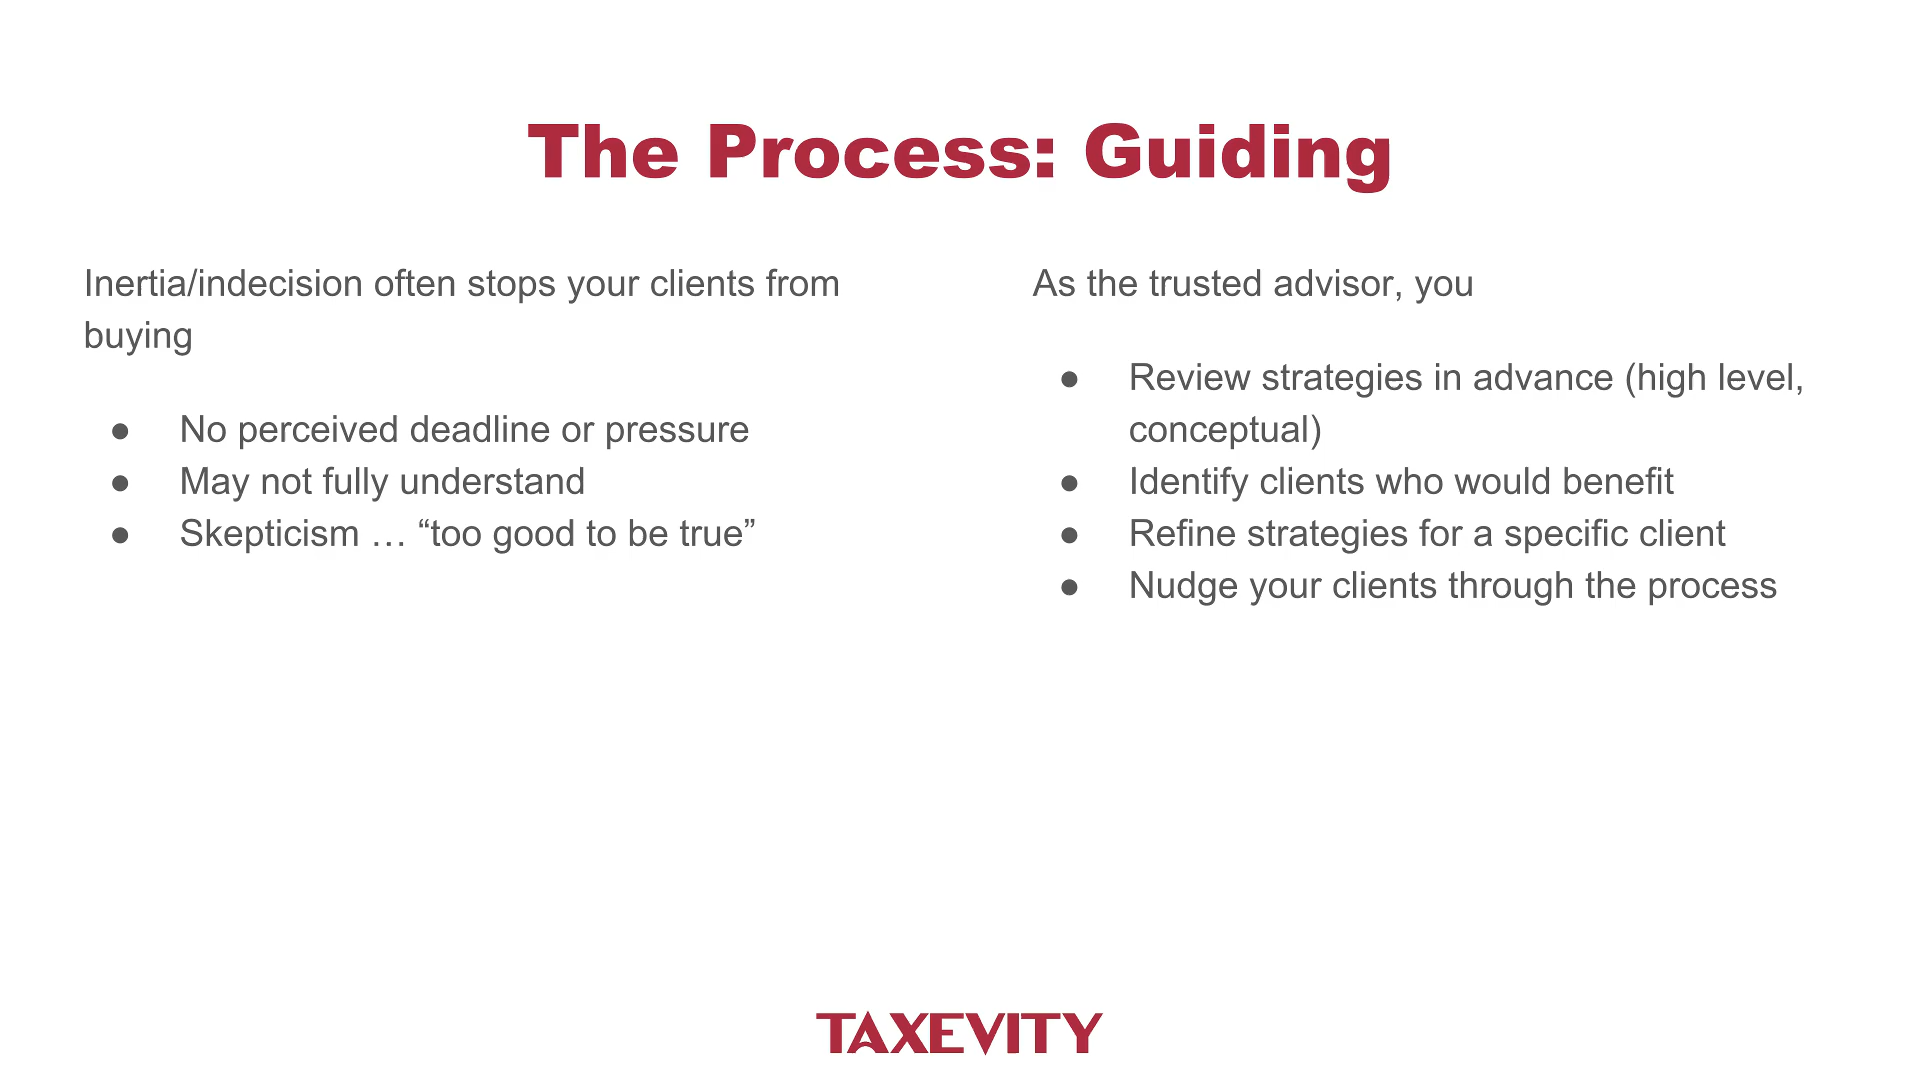 The Process: Guiding
Inertia/indecision often stops your clients from
buying
● No perceived deadline or pressure
● May not fully understand
● Skepticism … “too good to be true”
As the trusted advisor, you
● Review strategies in advance (high level,
conceptual)
● Identify clients who would benefit
● Refine strategies for a specific client
● Nudge your clients through the process
TAXEVITY